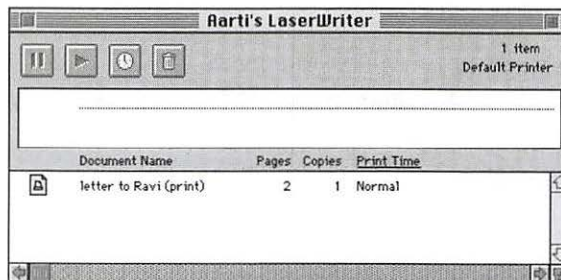 Aarti's LaserWriter
1 item
Default Printer
Document Name Pages Copies Print Time
letter to Ravi (print) 2 1 Normal